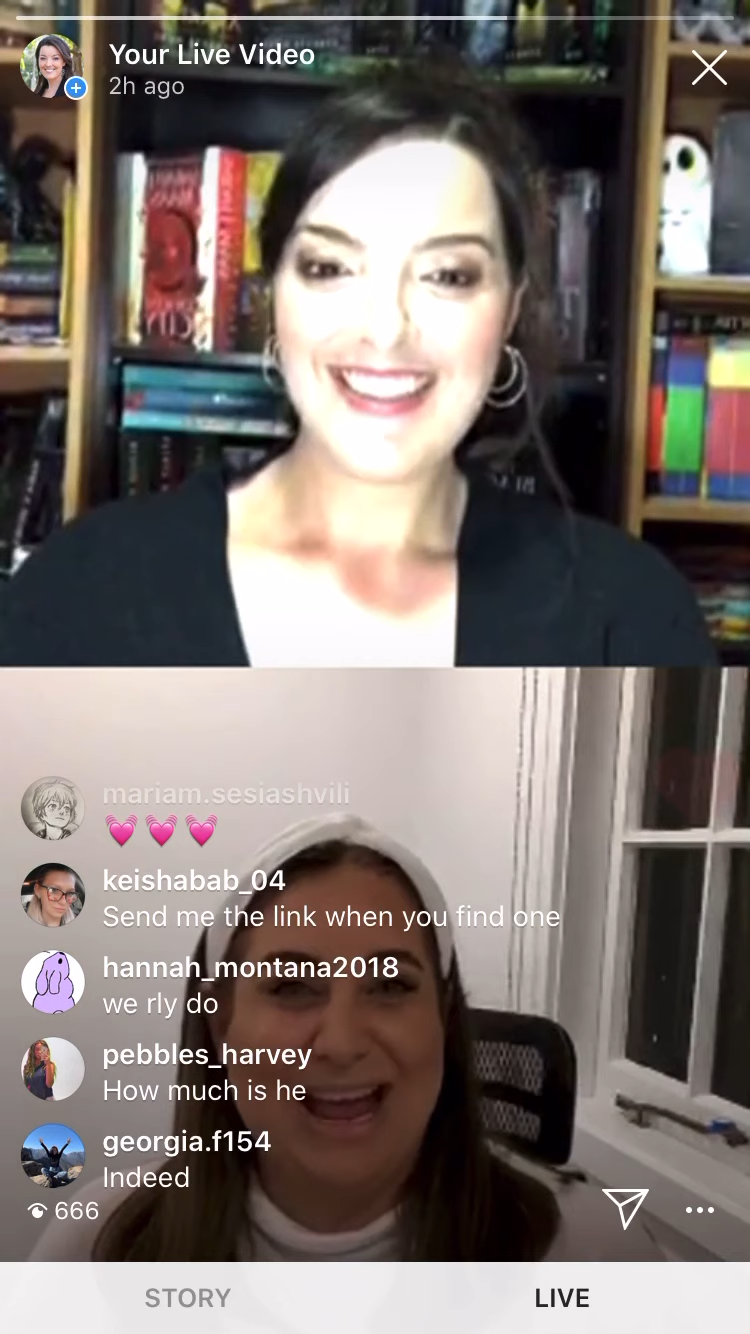 Your Live Video
2h ago
mariam.sesiashvili
💓 💓 💓
keishabab_04
Send me the link when you find one
hannah_montana2018
we rly do
pebbles_harvey
How much is he
georgia.f154
Indeed
666
STORY
LIVE